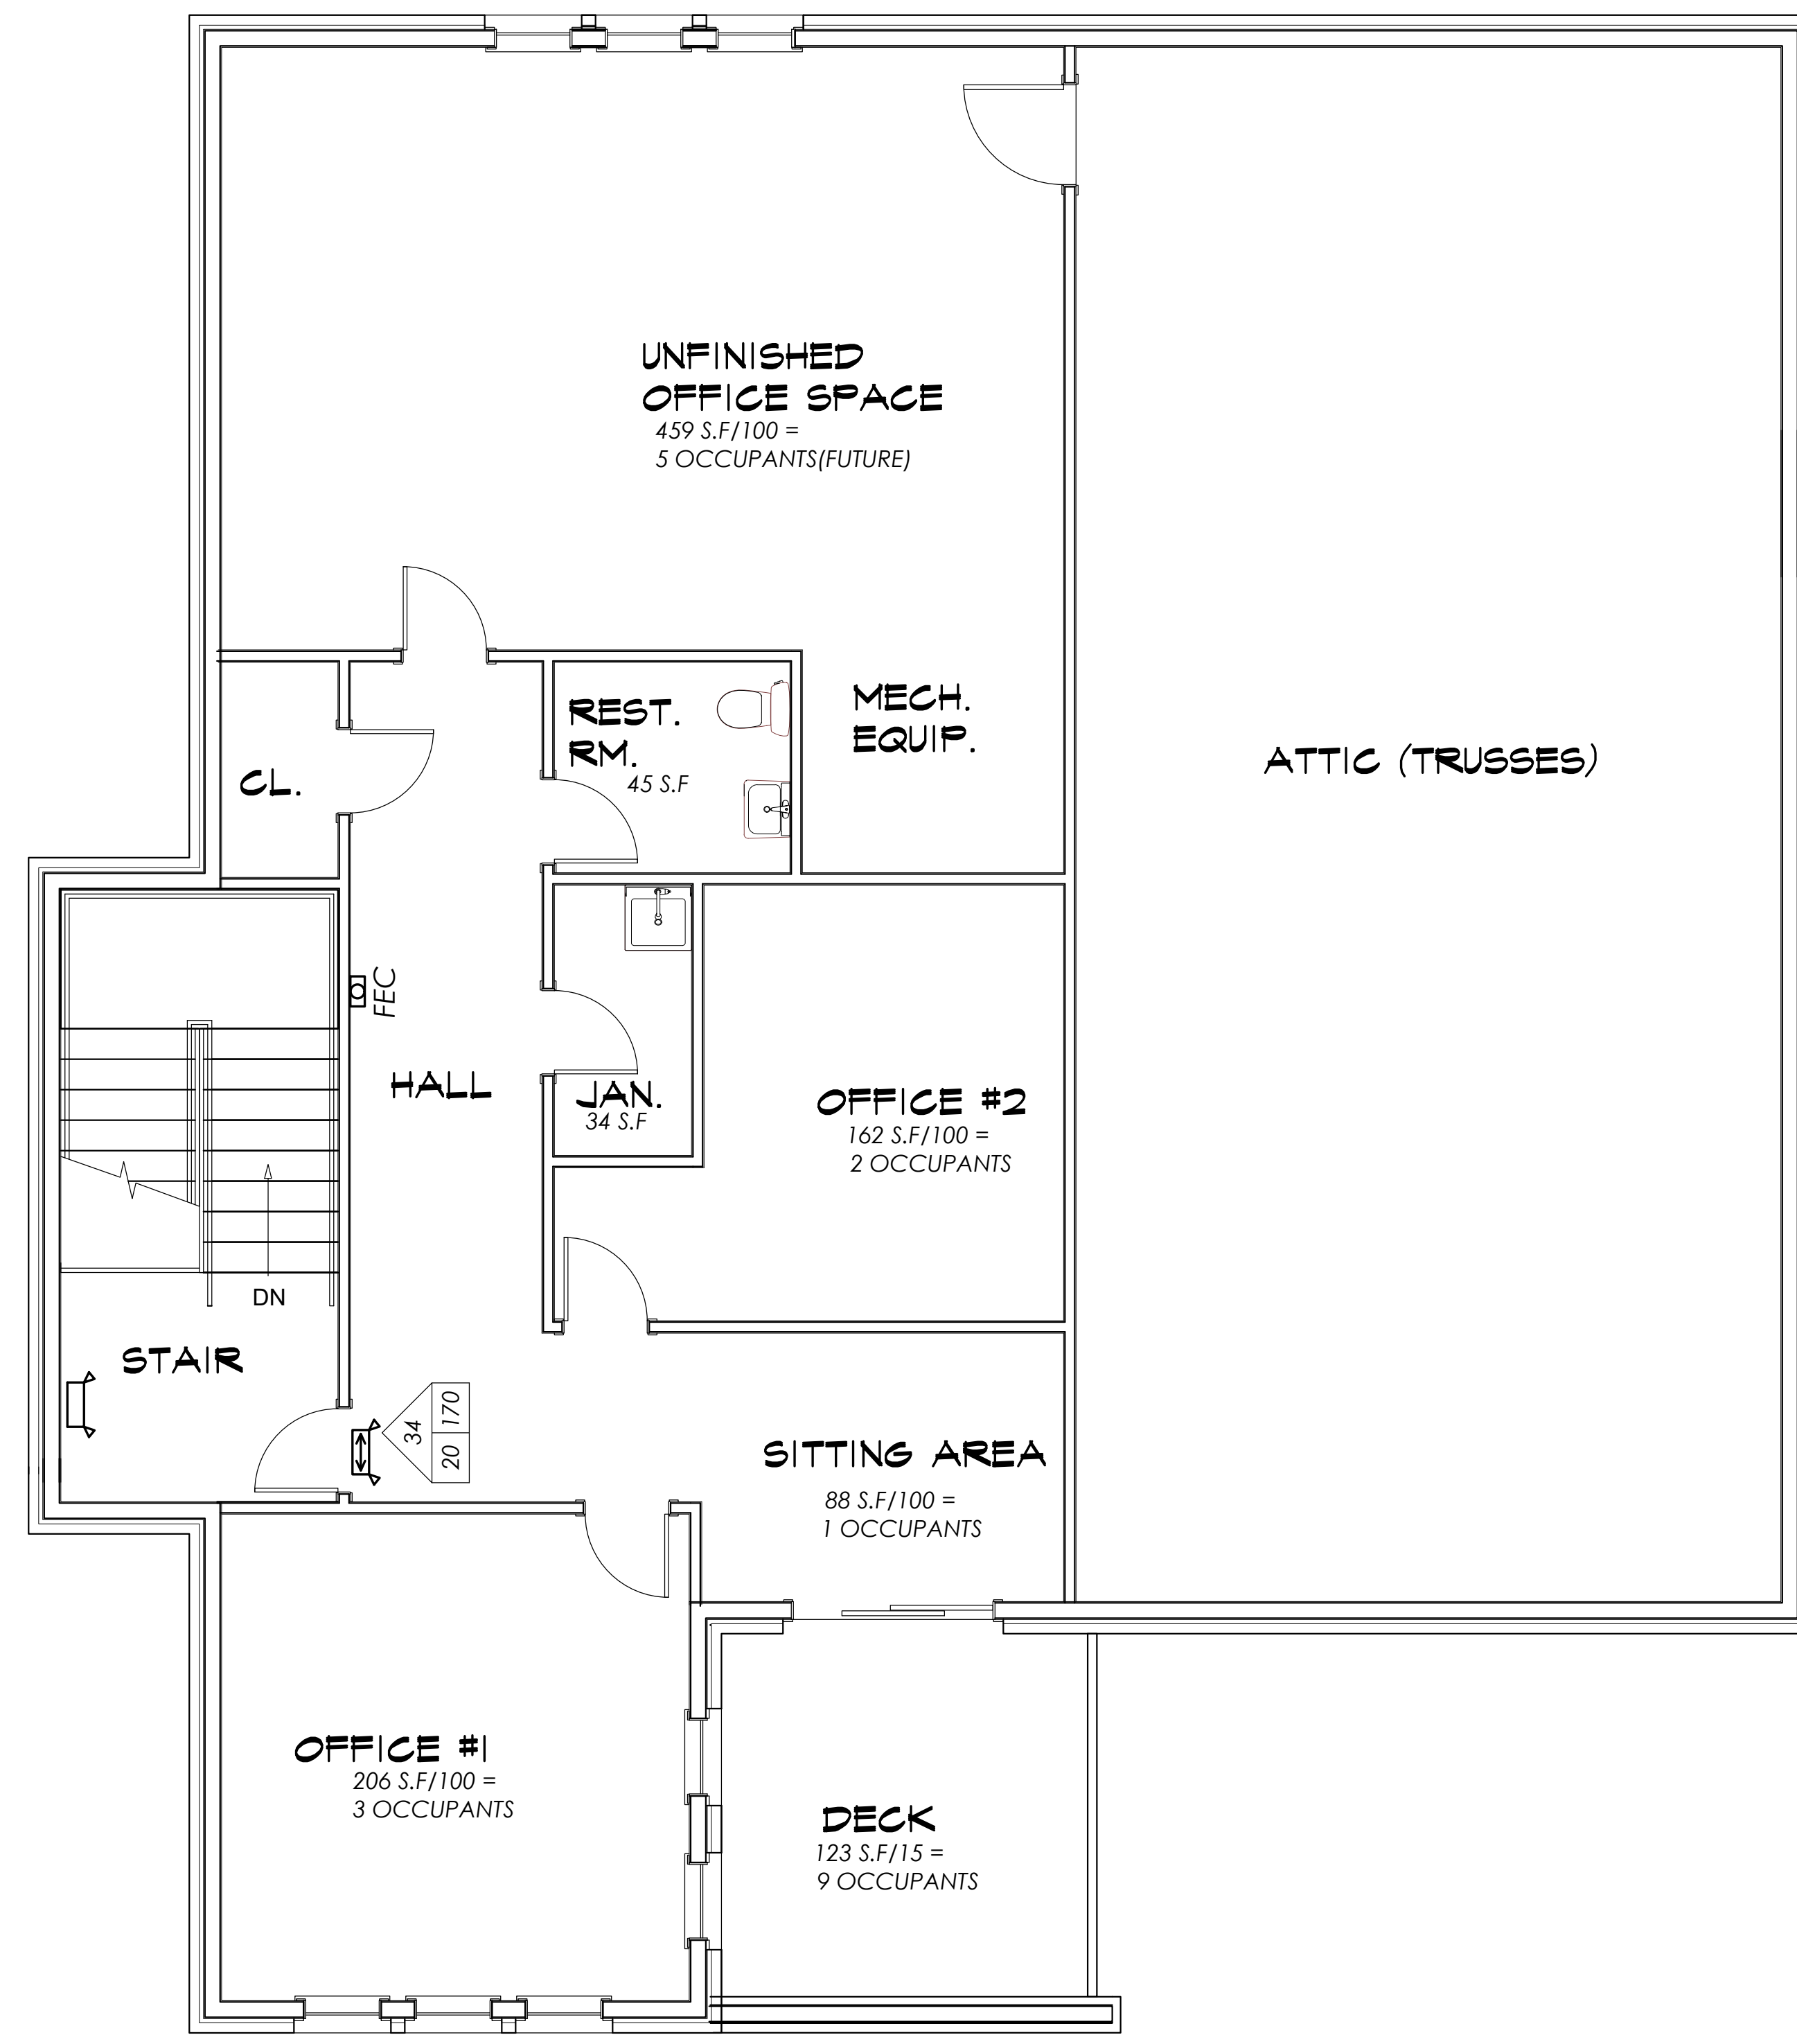 UNFINISHED
OFFICE SPACE
459 S.F/100 =
5 OCCUPANTS(FUTURE)
REST.
RM.
45 S.F
MECH.
EQUIP.
CL.
ATTIC (TRUSSES)
FEC
HALL
JAN.
34 S.F
OFFICE #2
162 S.F/100 =
2 OCCUPANTS
DN
STAIR
34
20 170
SITTING AREA
88 S.F/100 =
1 OCCUPANTS
OFFICE #1
206 S.F/100 =
3 OCCUPANTS
DECK
123 S.F/15 =
9 OCCUPANTS